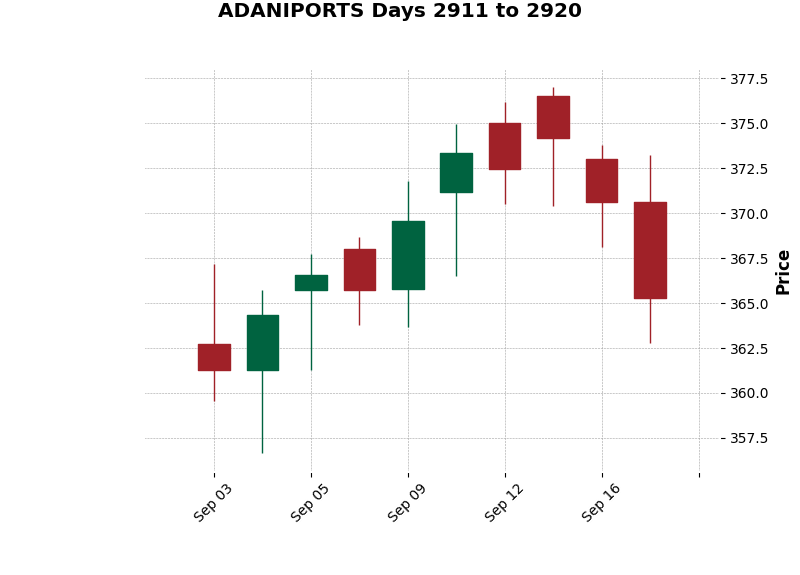 ADANIPORTS Days 2911 to 2920
377.5
375.0
372.5
370.0
367.5
365.0
362.5
360.0
357.5
Price
Sep 03
Sep 05
Sep 09
Sep 12
Sep 16